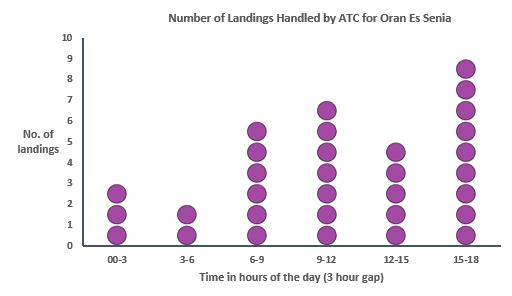 Number of Landings Handled by ATC for Oran Es Senia
10
9
8
7
6
5
4
3
2
1
0
No. of
landings
00-3 3-6 6-9 9-12 12-15 15-18
Time in hours of the day (3 hour gap)